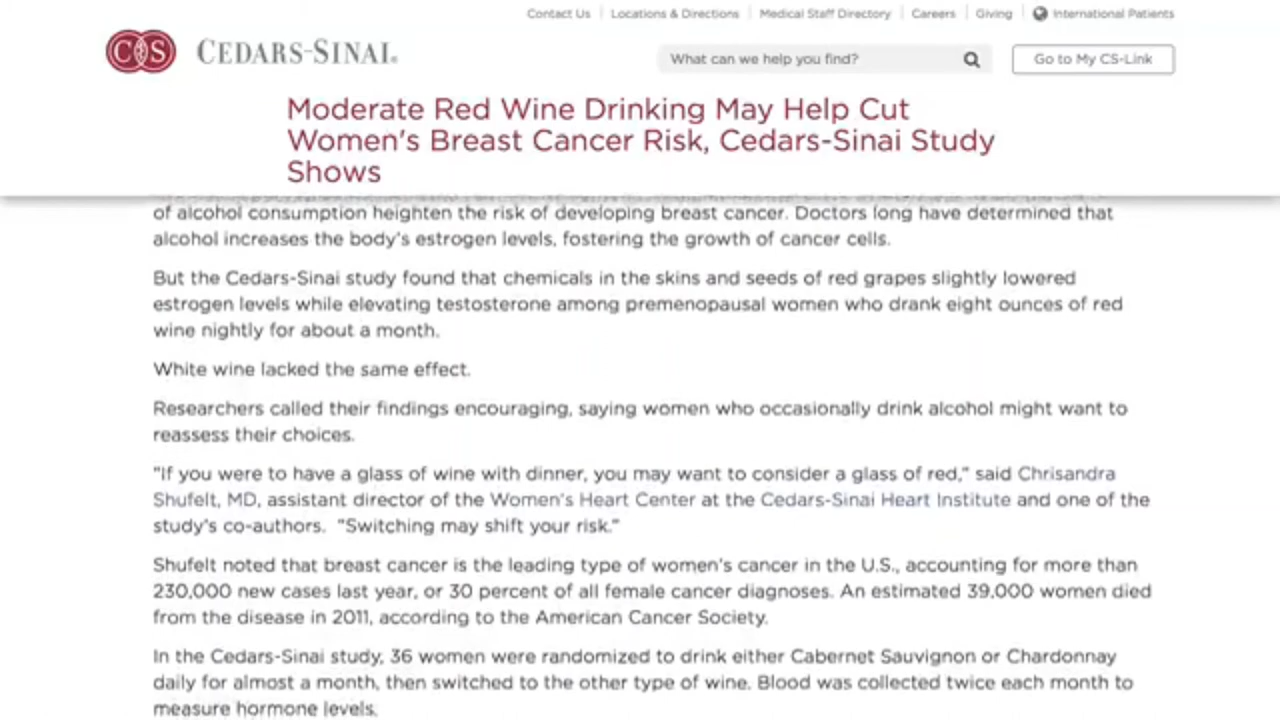 Contact Us Locations & Directions Medical Staff Directory Careers Giving International Patients
CS CEDARS-SINAI®
What can we help you find?
Go to My CS-Link
Moderate Red Wine Drinking May Help Cut
Women's Breast Cancer Risk, Cedars-Sinai Study
Shows
of alcohol consumption heighten the risk of developing breast cancer. Doctors long have determined that
alcohol increases the body's estrogen levels, fostering the growth of cancer cells.
But the Cedars-Sinai study found that chemicals in the skins and seeds of red grapes slightly lowered
estrogen levels while elevating testosterone among premenopausal women who drank eight ounces of red
wine nightly for about a month.
White wine lacked the same effect.
Researchers called their findings encouraging, saying women who occasionally drink alcohol might want to
reassess their choices.
"If you were to have a glass of wine with dinner, you may want to consider a glass of red," said Chrisandra
Shufelt, MD, assistant director of the Women's Heart Center at the Cedars-Sinai Heart Institute and one of the
study's co-authors. "Switching may shift your risk."
Shufelt noted that breast cancer is the leading type of women's cancer in the U.S., accounting for more than
230,000 new cases last year, or 30 percent of all female cancer diagnoses. An estimated 39,000 women died
from the disease in 2011, according to the American Cancer Society.
In the Cedars-Sinai study, 36 women were randomized to drink either Cabernet Sauvignon or Chardonnay
daily for almost a month, then switched to the other type of wine. Blood was collected twice each month to
measure hormone levels.